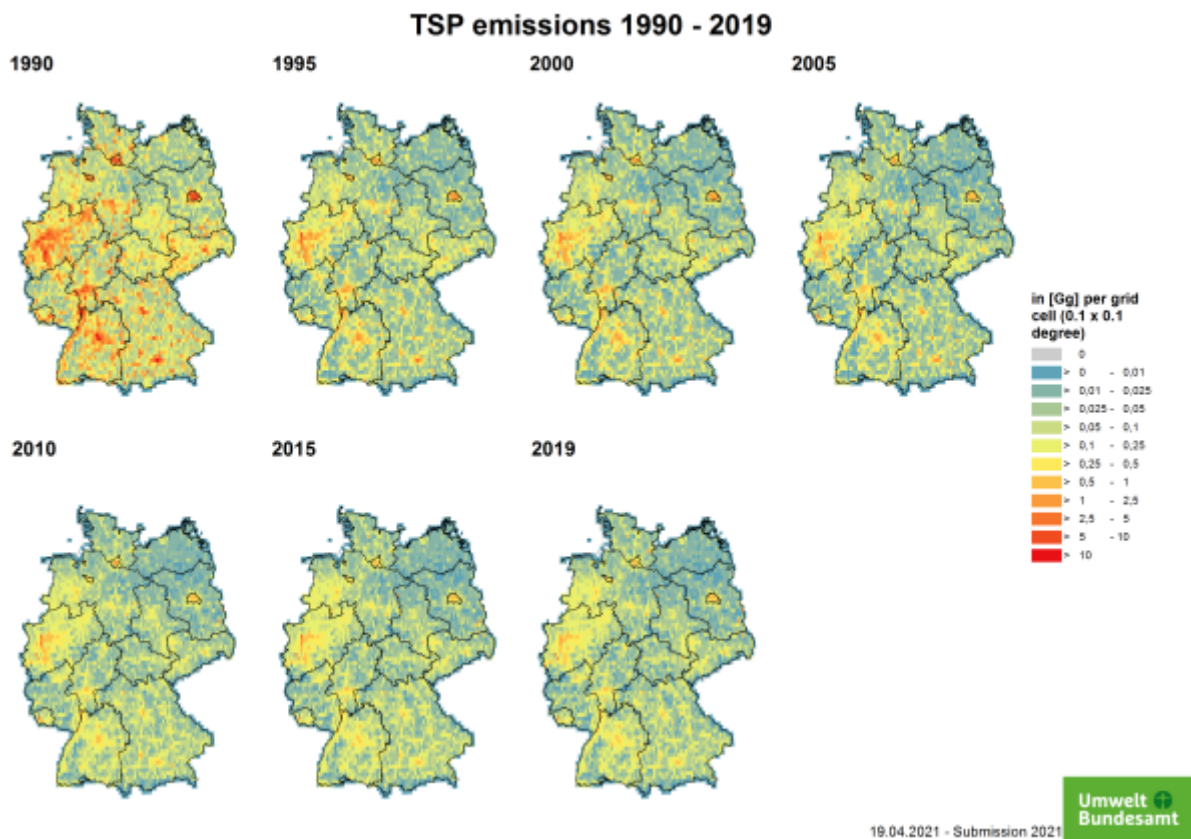 TSP emissions 1990 - 2019
1990
1995
2000
2005
in [Gg] per grid
cell (0.1 x 0.1
degree)
0
> 0 - 0,01
> 0,01 - 0,025
> 0,025 - 0,05
> 0,05 - 0,1
> 0,1 - 0,25
> 0,25 - 0,5
> 0,5 - 1
> 1 - 2,5
> 2,5 - 5
> 5 - 10
> 10
2010
2015
2019
Umwelt
Bundesamt
19.04.2021 - Submission 2021